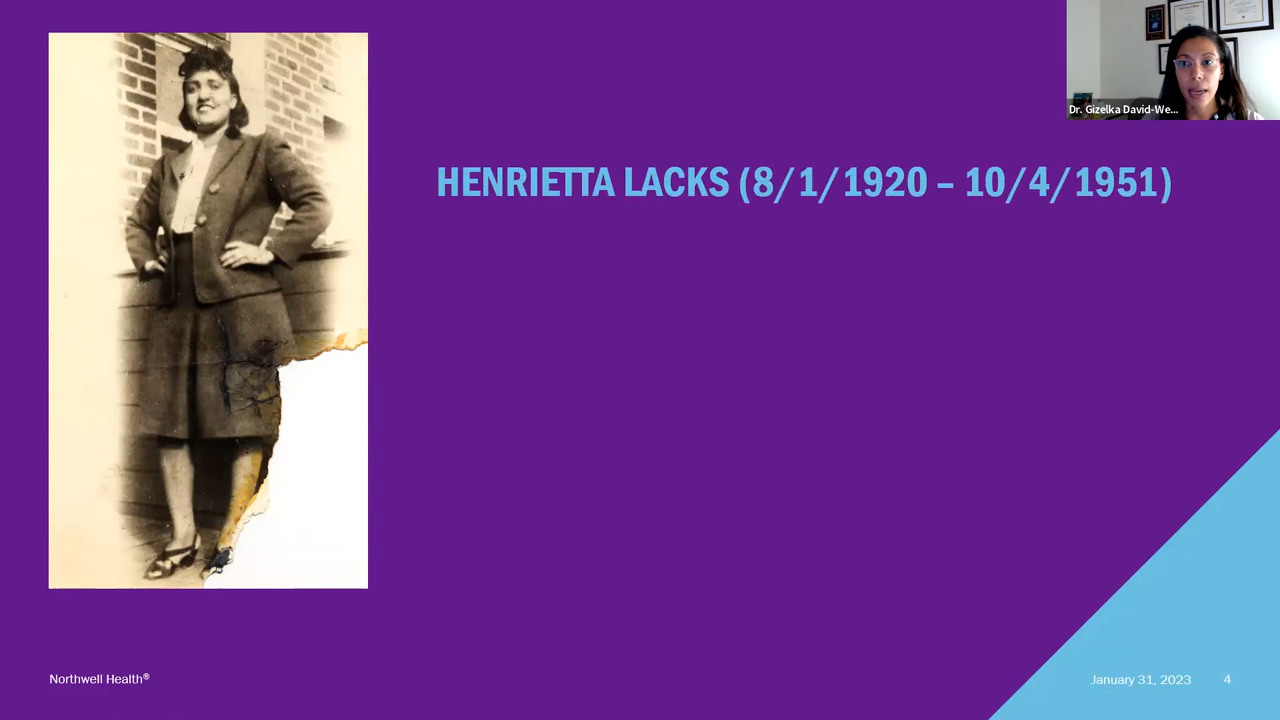 Dr. Gizelka David-We...
HENRIETTA LACKS (8/1/1920 – 10/4/1951)
Northwell Health®
January 31, 2023
4